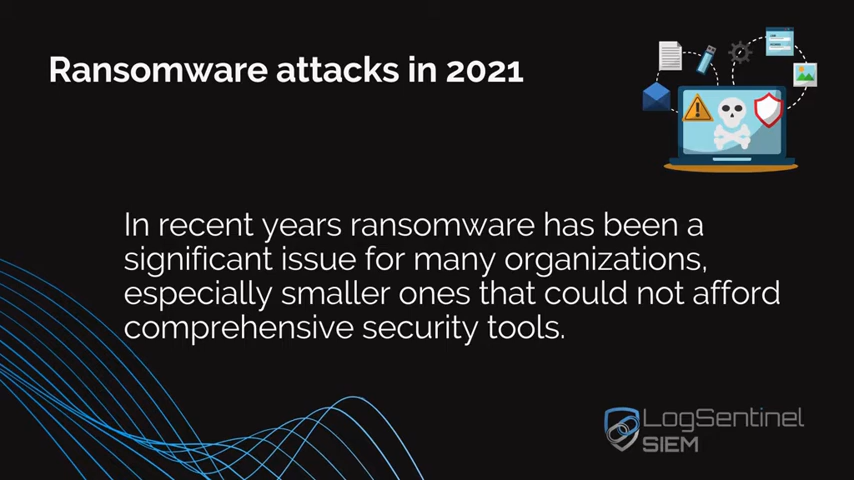 Ransomware attacks in 2021
In recent years ransomware has been a
significant issue for many organizations,
especially smaller ones that could not afford
comprehensive security tools.
LogSentinel
SIEM